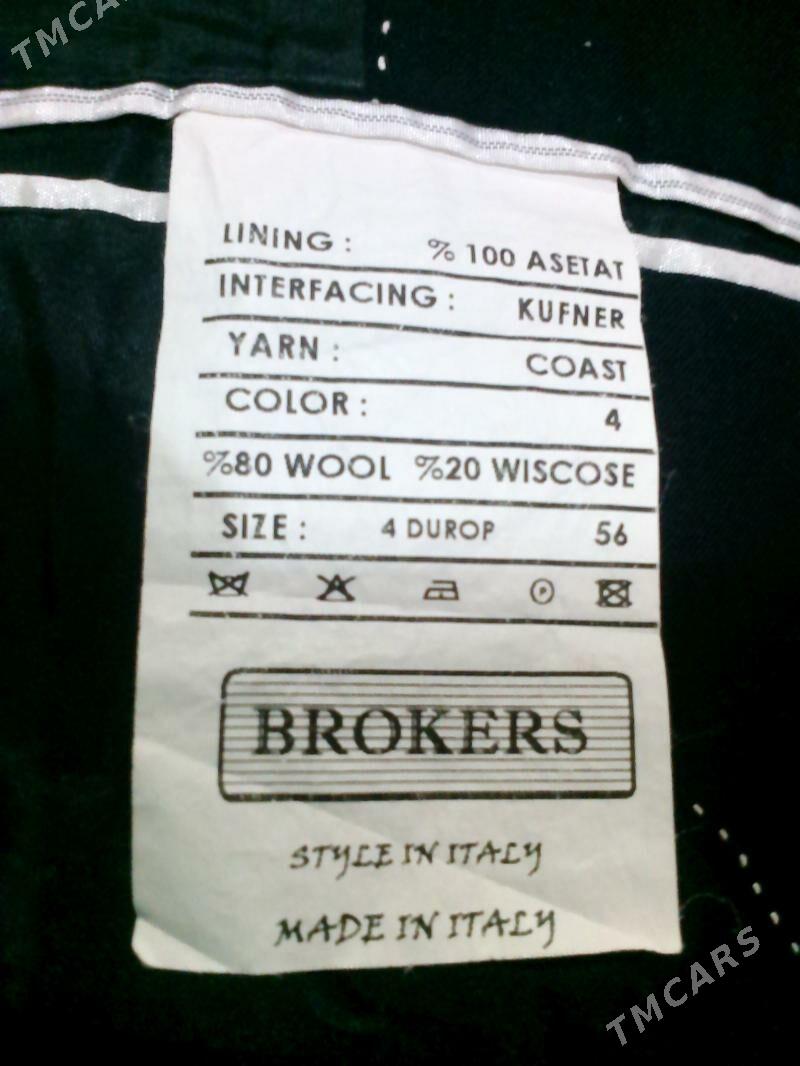 TMCARS
LINING : % 100 ASETAT
INTERFACING : KUFNER
YARN : COAST
COLOR : 4
%80 WOOL %20 WISCOSE
SIZE : 4 DUROP 56
P
BROKERS
STYLE IN ITALY
MADE IN ITALY
TMCARS